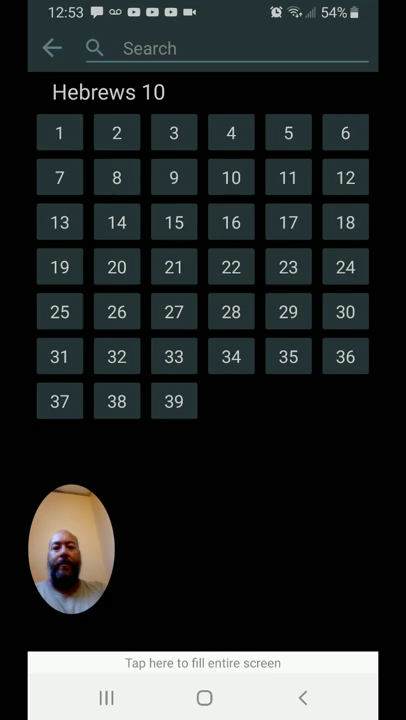 12:53 54%
Search
Hebrews 10
1 2 3 4 5 6
7 8 9 10 11 12
13 14 15 16 17 18
19 20 21 22 23 24
25 26 27 28 29 30
31 32 33 34 35 36
37 38 39
Tap here to fill entire screen